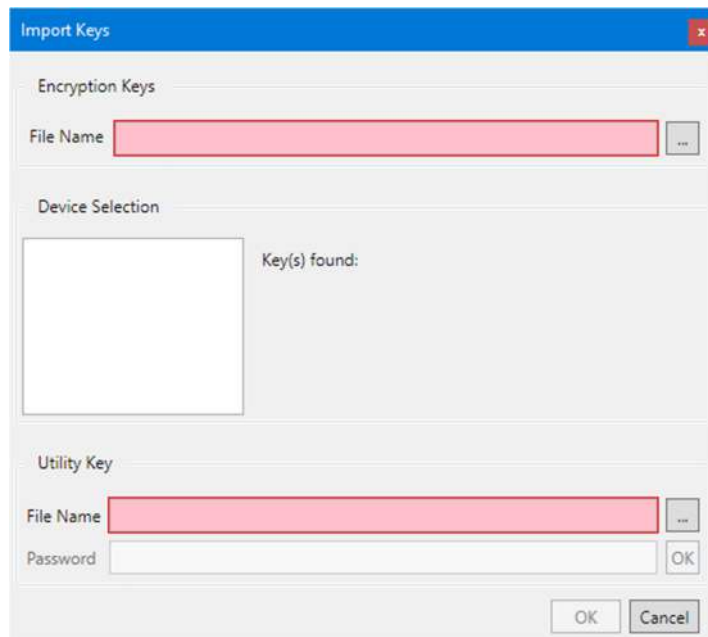 Import Keys x
Encryption Keys
File Name ...
Device Selection
Key(s) found:
Utility Key
File Name ...
Password OK
OK Cancel